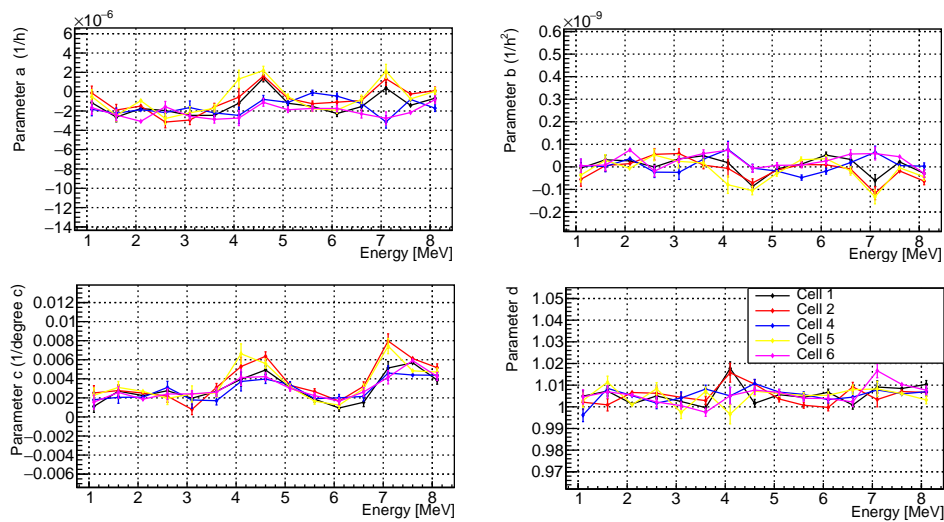 ×10⁻⁶
Parameter a (1/h)
6
4
2
0
−2
−4
−6
−8
−10
−12
−14
1 2 3 4 5 6 7 8
Energy [MeV]
×10⁻⁹
Parameter b (1/h²)
0.6
0.5
0.4
0.3
0.2
0.1
0
−0.1
−0.2
1 2 3 4 5 6 7 8
Energy [MeV]
Parameter c (1/degree c)
0.012
0.01
0.008
0.006
0.004
0.002
0
−0.002
−0.004
−0.006
1 2 3 4 5 6 7 8
Energy [MeV]
Parameter d
1.05
1.04
1.03
1.02
1.01
1
0.99
0.98
0.97
1 2 3 4 5 6 7 8
Energy [MeV]
Cell 1
Cell 2
Cell 4
Cell 5
Cell 6